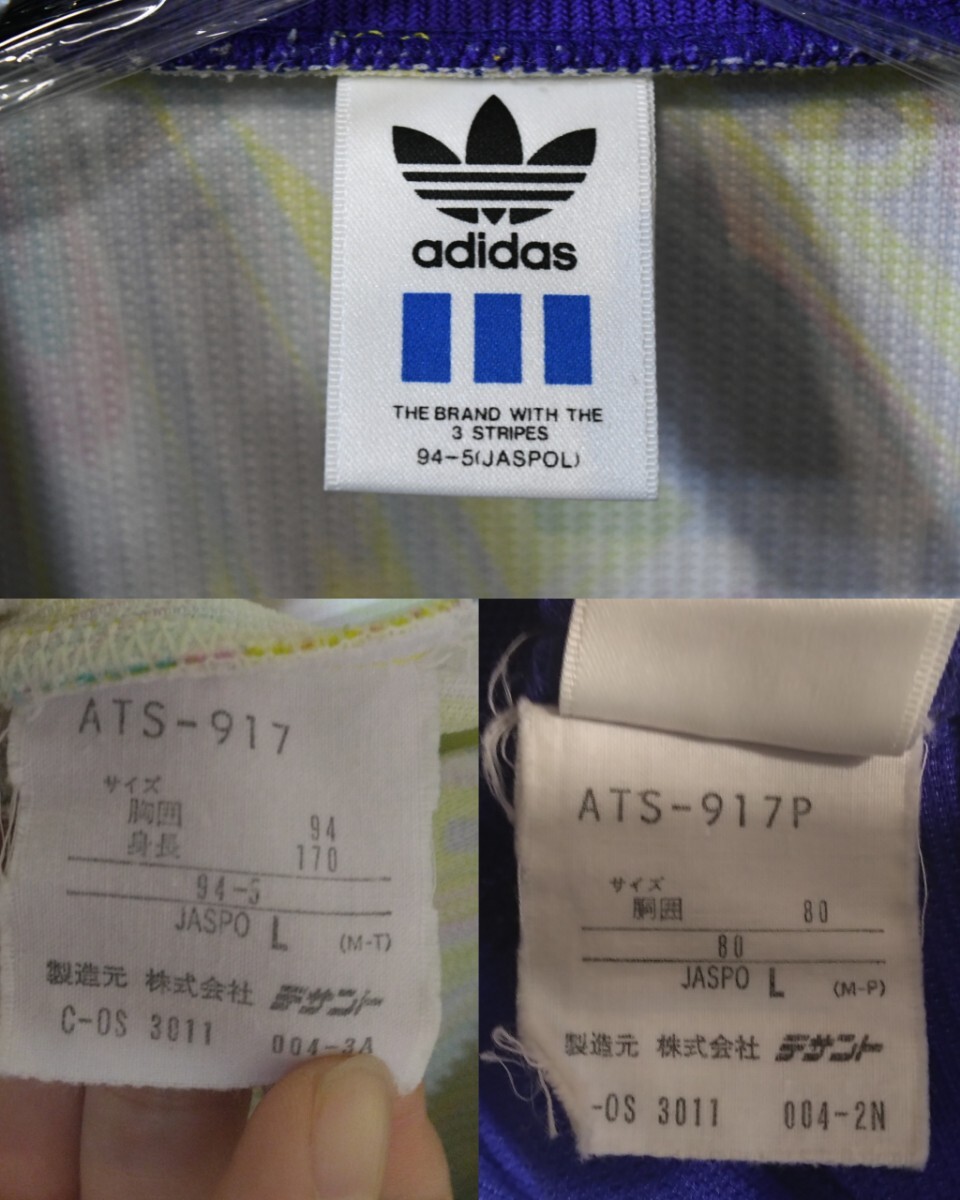 adidas
THE BRAND WITH THE
3 STRIPES
94-5(JASPOL)
ATS-917
サイズ
胸囲 94
身長 170
94-5
JASPO L (M-T)
製造元 株式会社 デサント
C-OS 3011 004-3A
ATS-917P
サイズ
胸囲 80
80
JASPO L (M-P)
製造元 株式会社 デサント
-OS 3011 004-2N